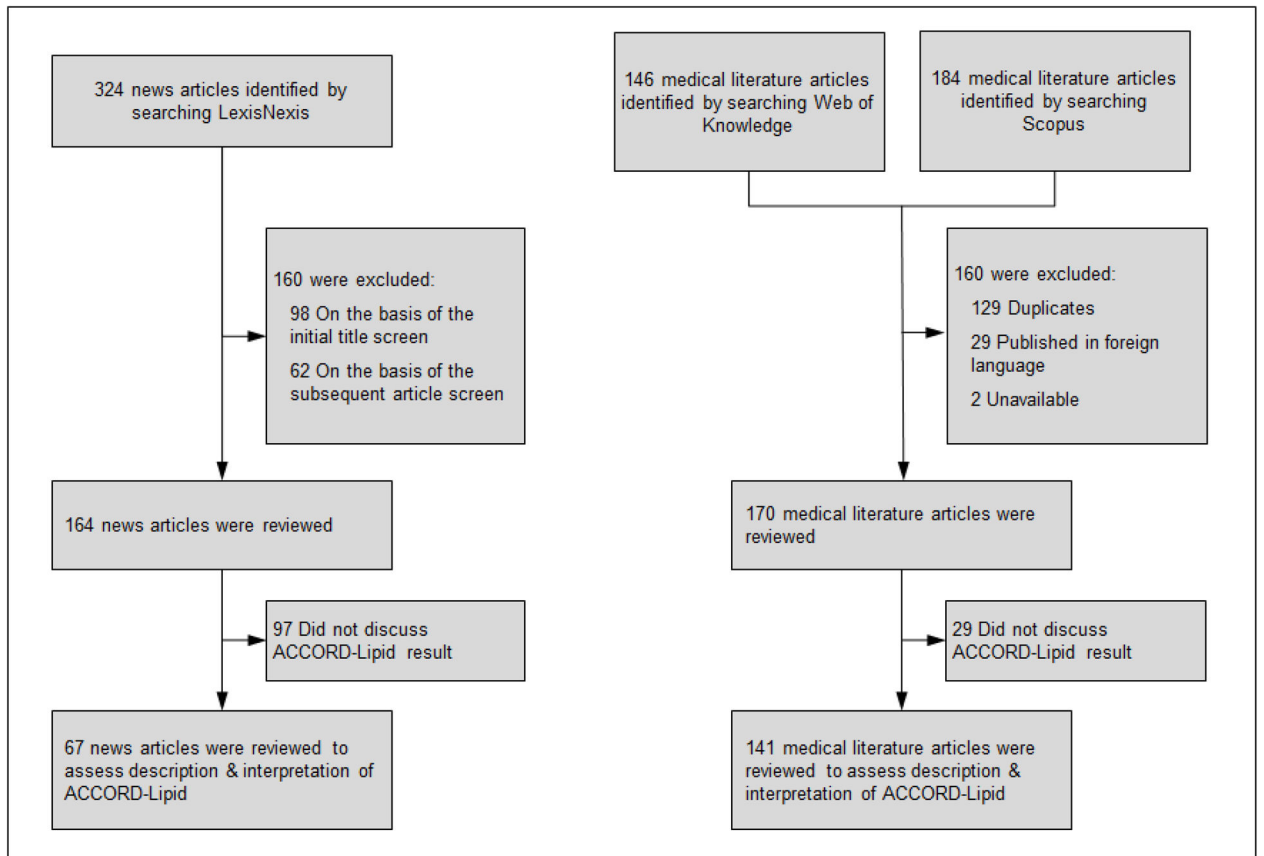 324 news articles identified by
searching LexisNexis
160 were excluded:
98 On the basis of the
initial title screen
62 On the basis of the
subsequent article screen
164 news articles were reviewed
97 Did not discuss
ACCORD-Lipid result
67 news articles were reviewed to
assess description & interpretation of
ACCORD-Lipid
146 medical literature articles
identified by searching Web of
Knowledge
184 medical literature articles
identified by searching
Scopus
160 were excluded:
129 Duplicates
29 Published in foreign
language
2 Unavailable
170 medical literature articles were
reviewed
29 Did not discuss
ACCORD-Lipid result
141 medical literature articles were
reviewed to assess description &
interpretation of ACCORD-Lipid